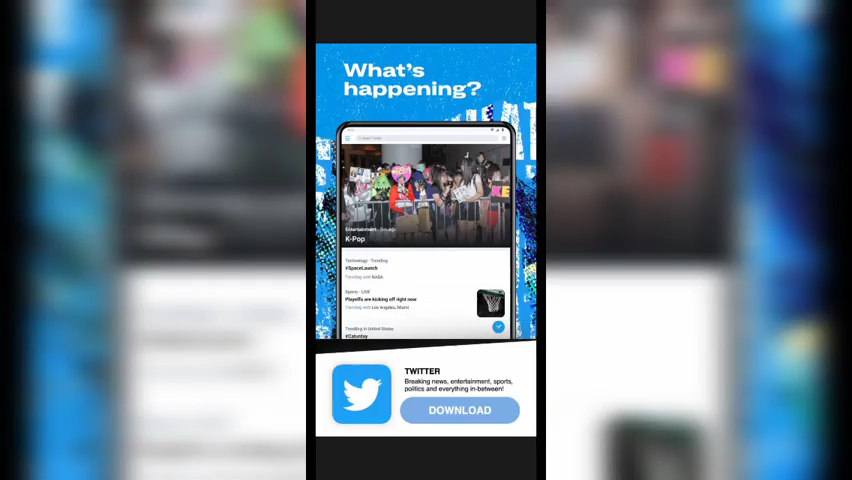 What's
happening?
Entertainment ·
K-Pop
Technology · Trending
#SpaceLaunch
Trending with NASA
Sports · LIVE
Playoffs are kicking off right now
Trending with Los Angeles, Miami
Trending in United States
#Caturday
TWITTER
Breaking news, entertainment, sports,
politics and everything in-between!
DOWNLOAD